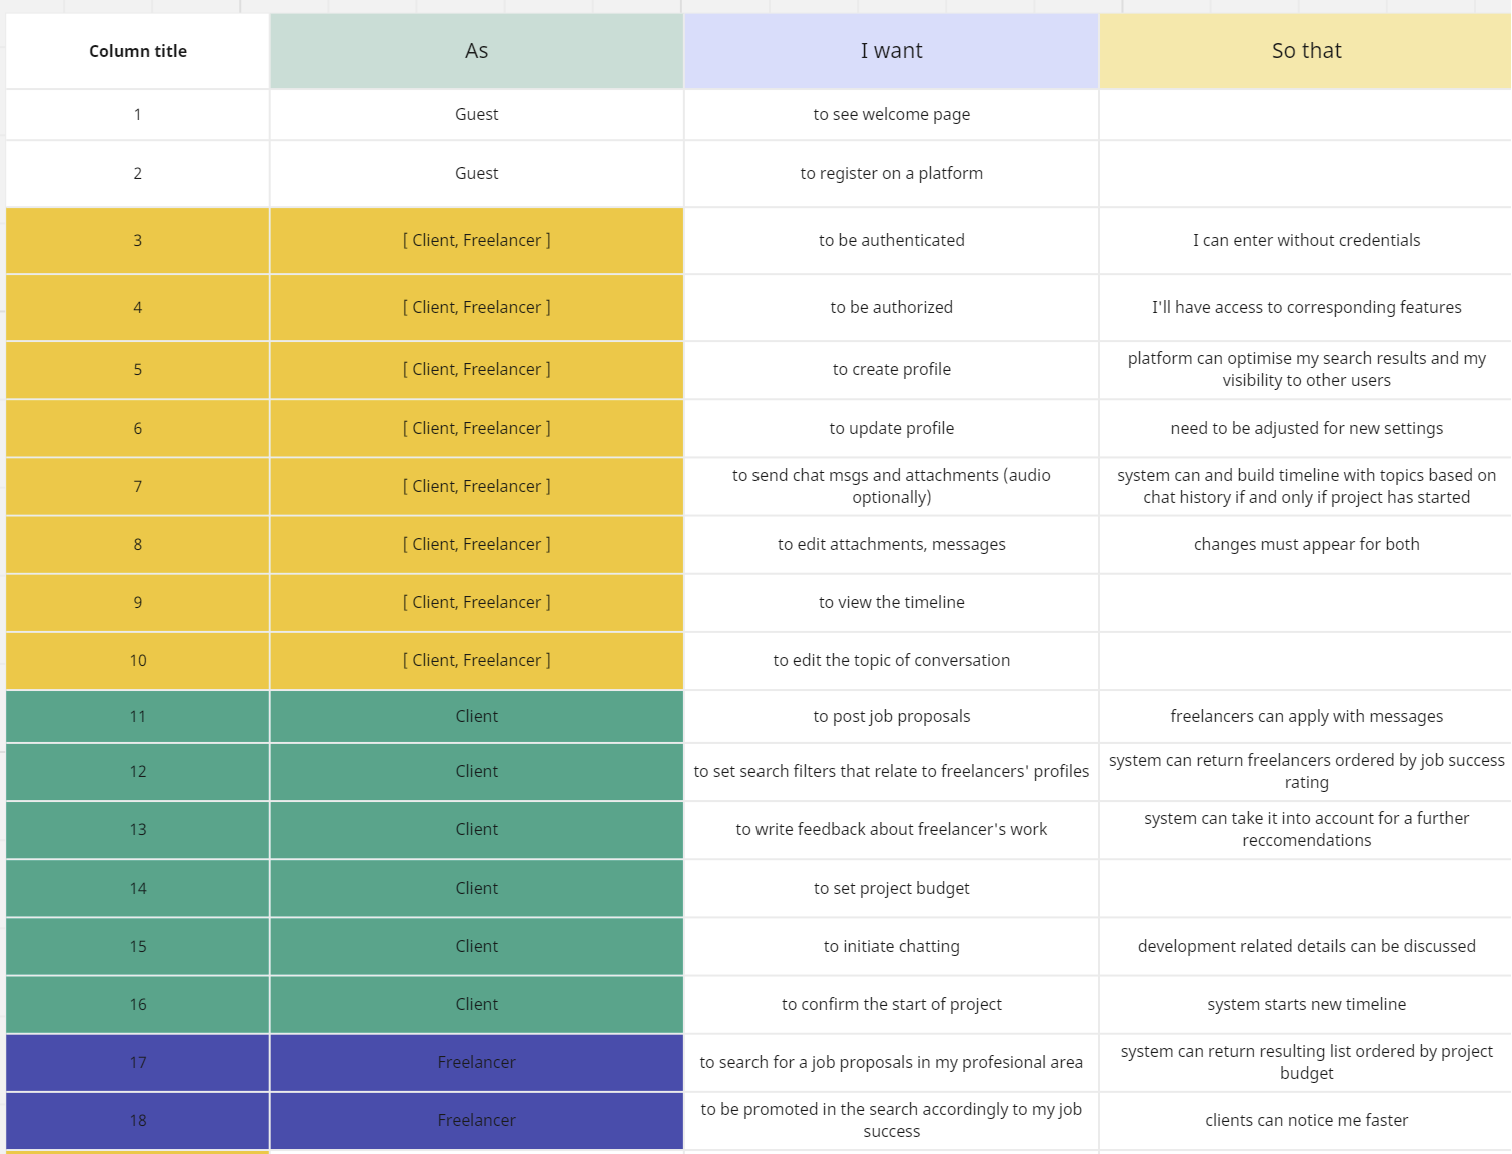 Column title As I want So that
1 Guest to see welcome page
2 Guest to register on a platform
3 [ Client, Freelancer ] to be authenticated I can enter without credentials
4 [ Client, Freelancer ] to be authorized I'll have access to corresponding features
5 [ Client, Freelancer ] to create profile platform can optimise my search results and my
visibility to other users
6 [ Client, Freelancer ] to update profile need to be adjusted for new settings
7 [ Client, Freelancer ] to send chat msgs and attachments (audio
optionally)
system can and build timeline with topics based on
chat history if and only if project has started
8 [ Client, Freelancer ] to edit attachments, messages changes must appear for both
9 [ Client, Freelancer ] to view the timeline
10 [ Client, Freelancer ] to edit the topic of conversation
11 Client to post job proposals freelancers can apply with messages
12 Client to set search filters that relate to freelancers' profiles system can return freelancers ordered by job success
rating
13 Client to write feedback about freelancer's work system can take it into account for a further
reccomendations
14 Client to set project budget
15 Client to initiate chatting development related details can be discussed
16 Client to confirm the start of project system starts new timeline
17 Freelancer to search for a job proposals in my profesional area system can return resulting list ordered by project
budget
18 Freelancer to be promoted in the search accordingly to my job
success
clients can notice me faster